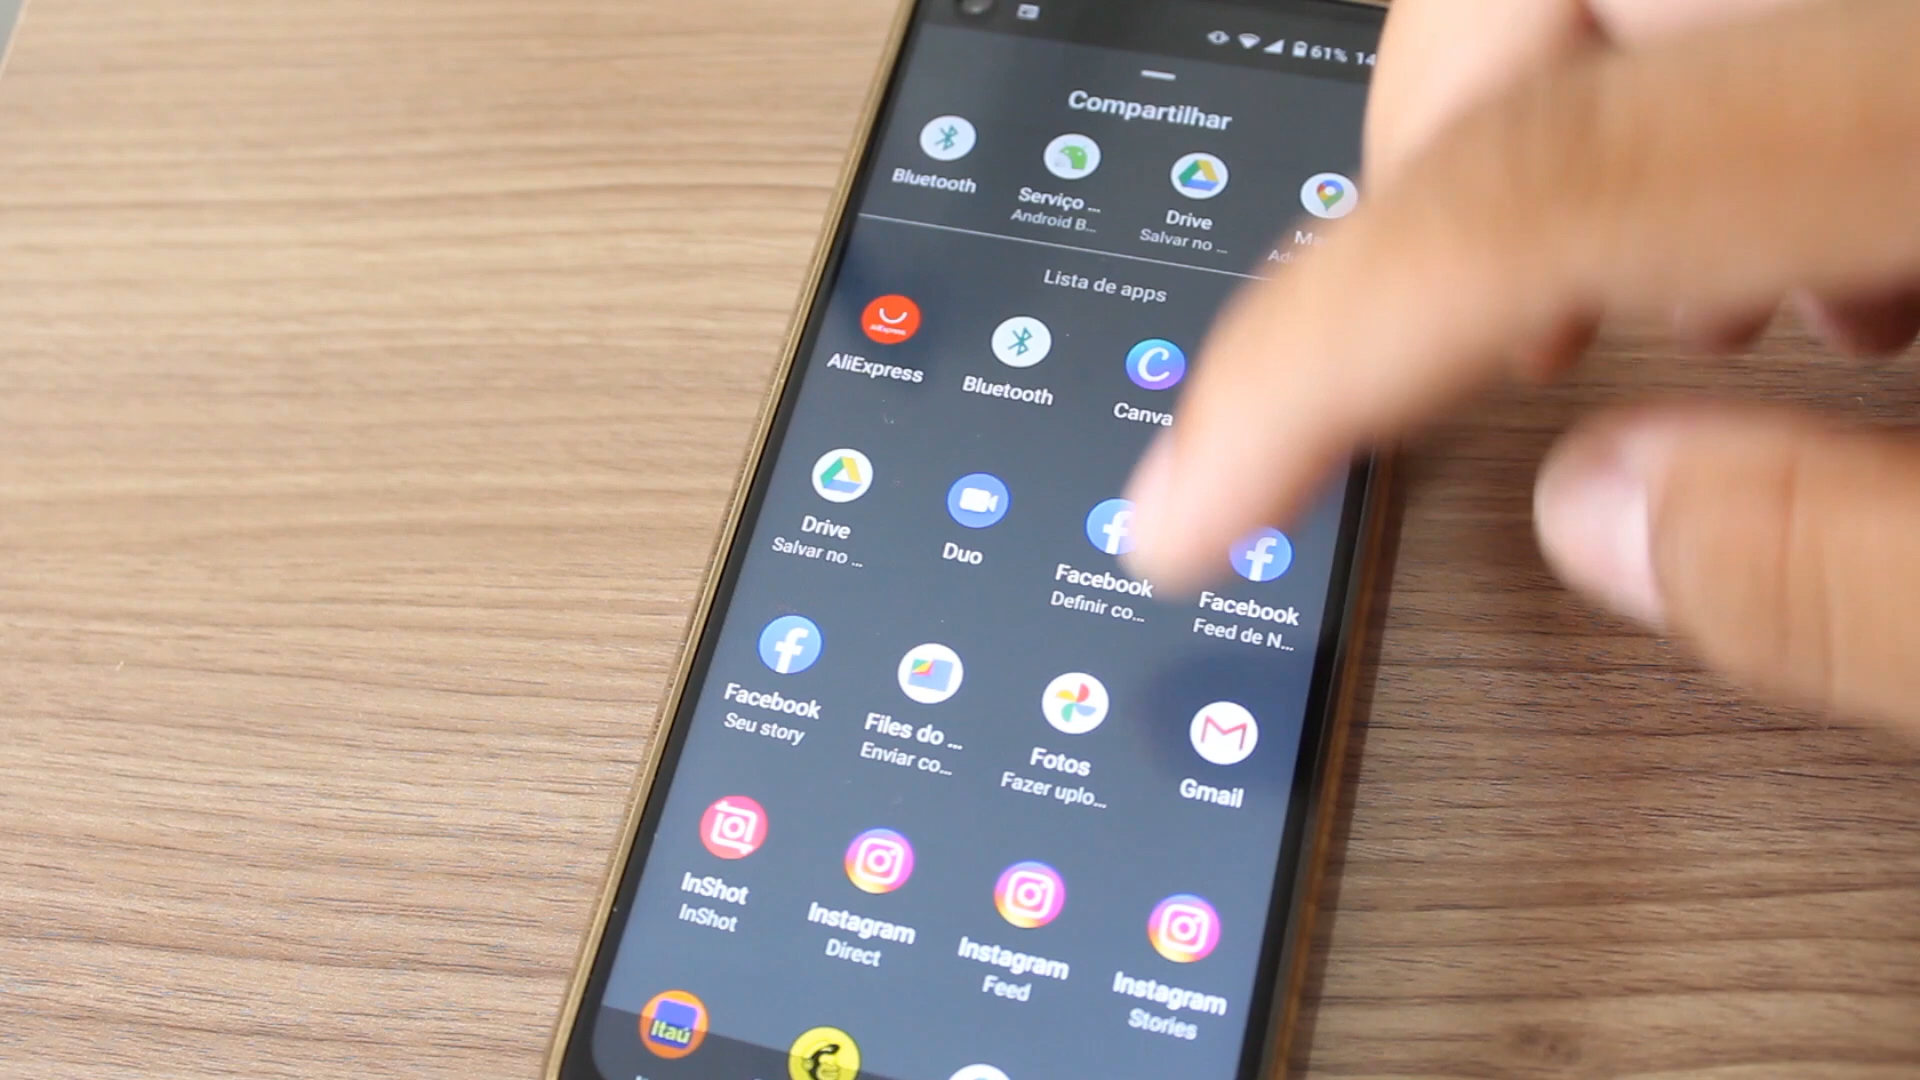 61% 14
Compartilhar
Bluetooth
Serviço ...
Android B...
Drive
Salvar no ...
Lista de apps
AliExpress
Bluetooth
Canva
Drive
Salvar no ...
Duo
Facebook
Definir co...
Facebook
Feed de N...
Facebook
Seu story
Files do ...
Enviar co...
Fotos
Fazer uplo...
Gmail
InShot
InShot
Instagram
Direct
Instagram
Feed
Instagram
Stories
Itaú